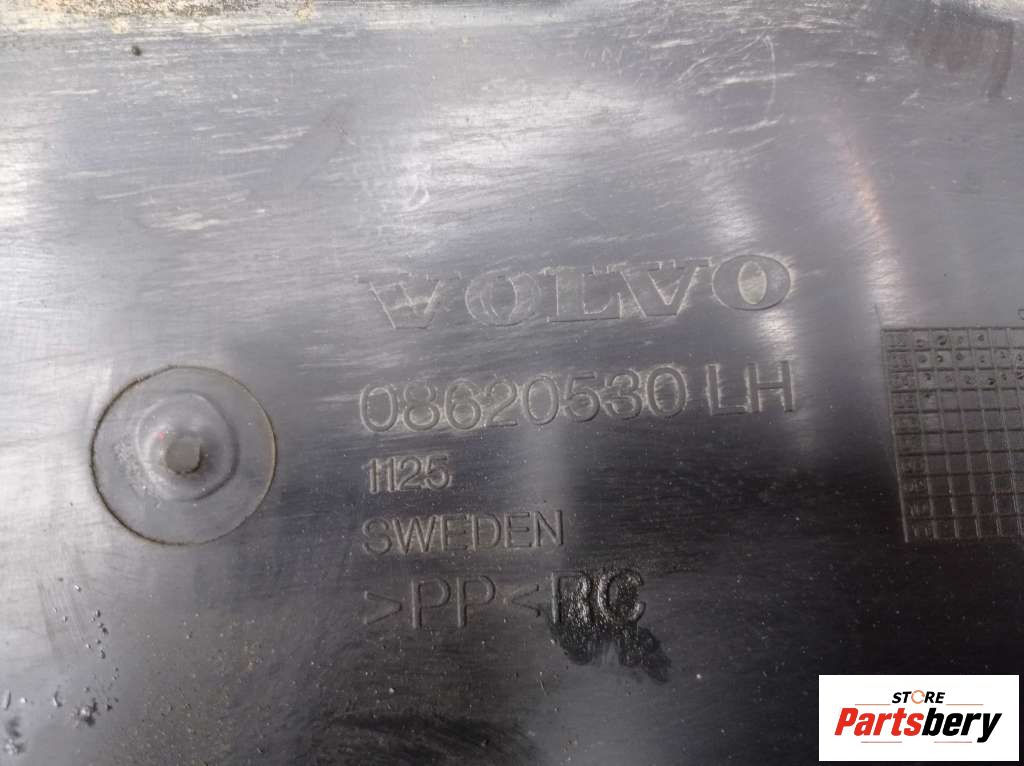 VOLVO
08620530 LH
1125
SWEDEN
>PP< RC
STORE
Partsbery